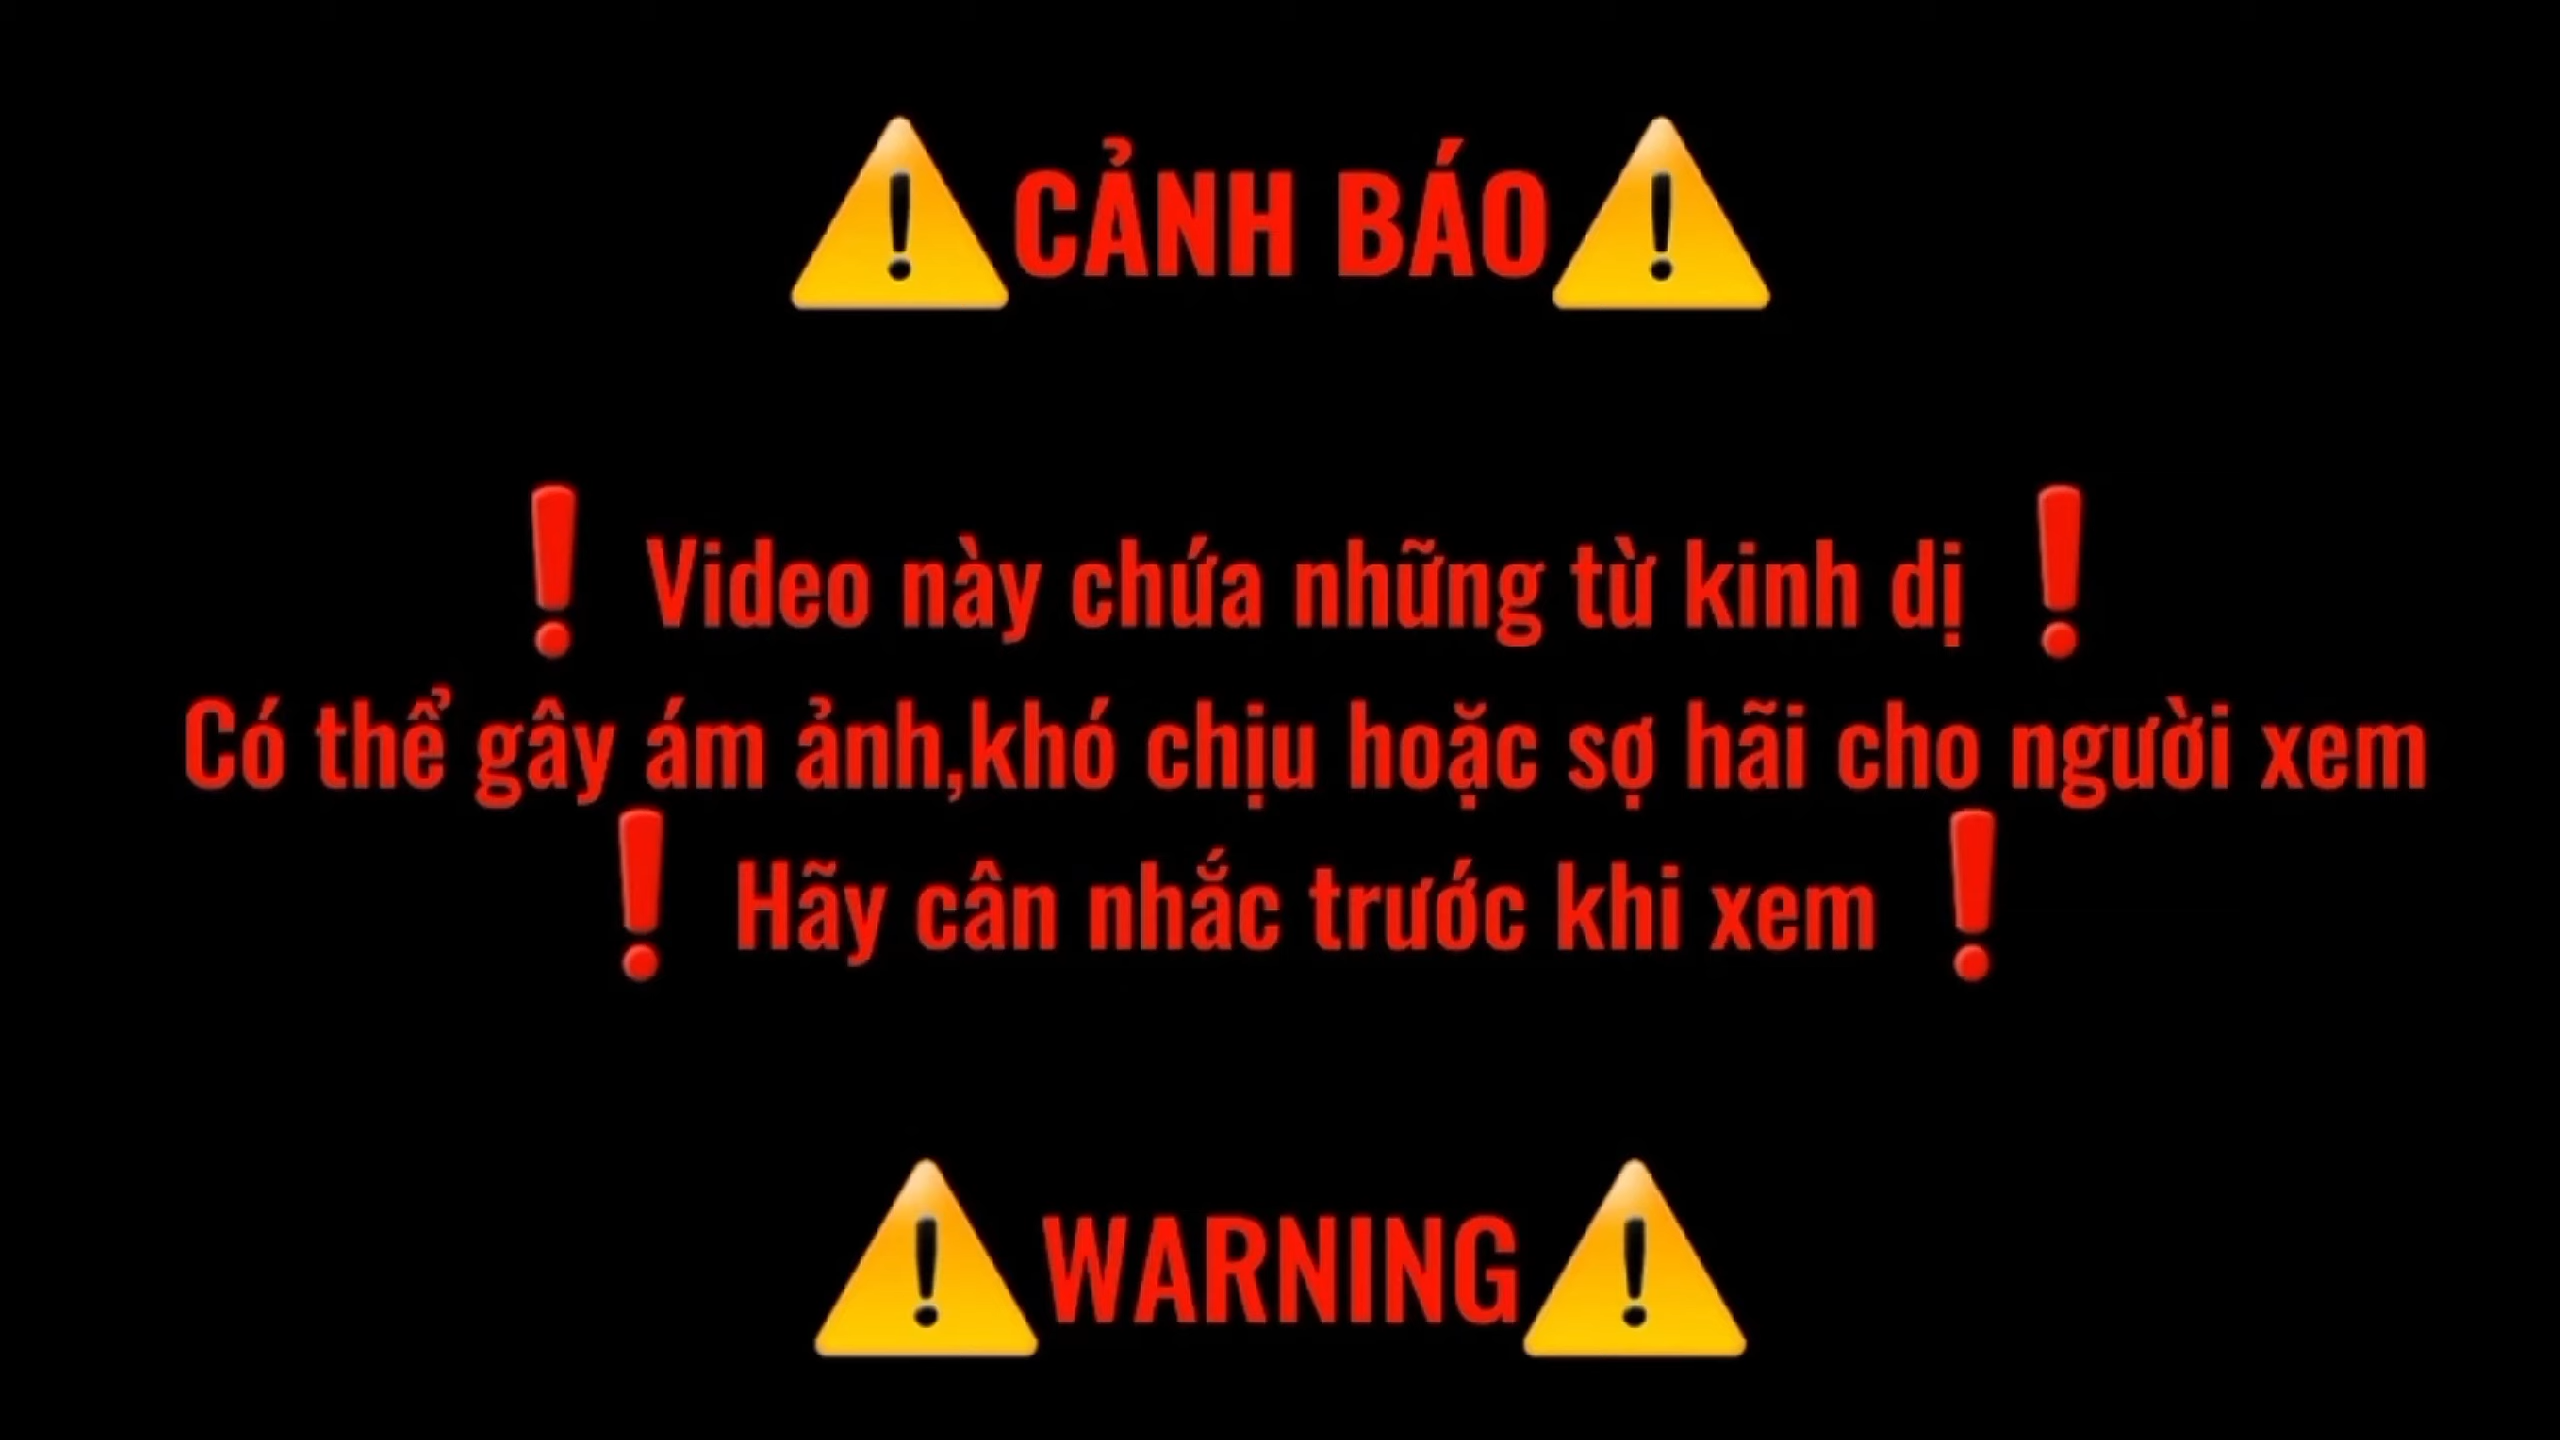 ⚠️CẢNH BÁO⚠️
❗Video này chứa những từ kinh dị❗
Có thể gây ám ảnh,khó chịu hoặc sợ hãi cho người xem
❗Hãy cân nhắc trước khi xem❗
⚠️WARNING⚠️